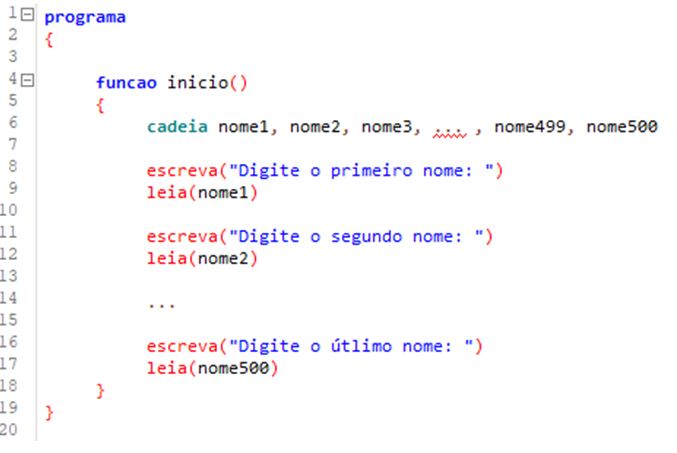 1 programa
2 {
3
4 funcao inicio()
5 {
6 cadeia nome1, nome2, nome3, ... , nome499, nome500
7
8 escreva("Digite o primeiro nome: ")
9 leia(nome1)
10
11 escreva("Digite o segundo nome: ")
12 leia(nome2)
13
14 ...
15
16 escreva("Digite o útlimo nome: ")
17 leia(nome500)
18 }
19 }
20